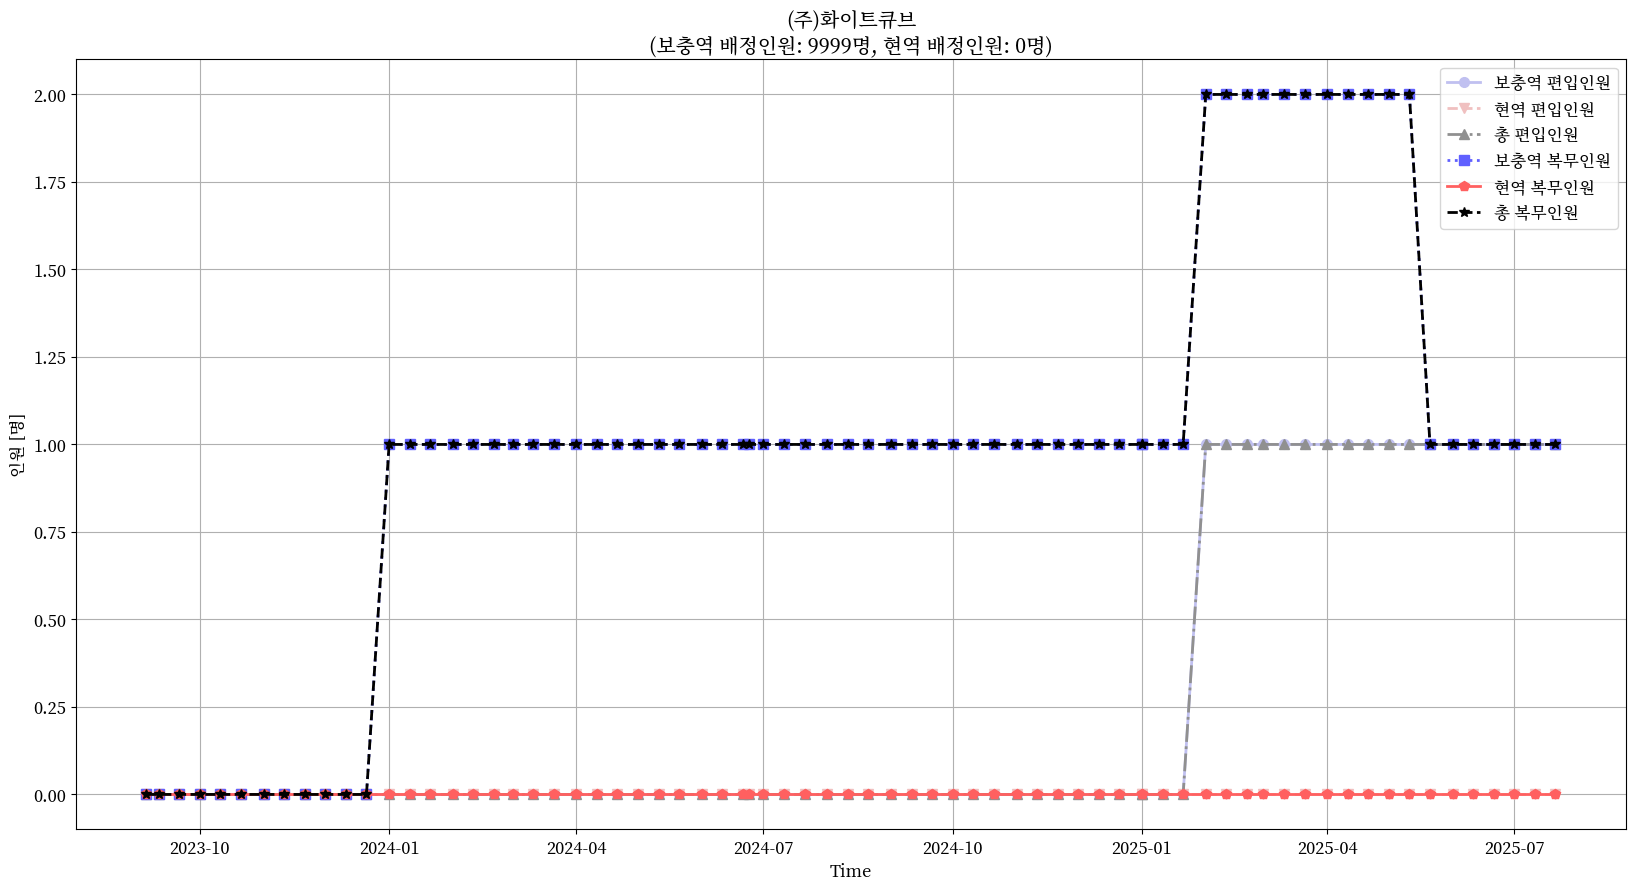 (주)화이트큐브
(보충역 배정인원: 9999명, 현역 배정인원: 0명)
보충역 편입인원
현역 편입인원
총 편입인원
보충역 복무인원
현역 복무인원
총 복무인원
인원 [명]
2.00
1.75
1.50
1.25
1.00
0.75
0.50
0.25
0.00
2023-10 2024-01 2024-04 2024-07 2024-10 2025-01 2025-04 2025-07
Time